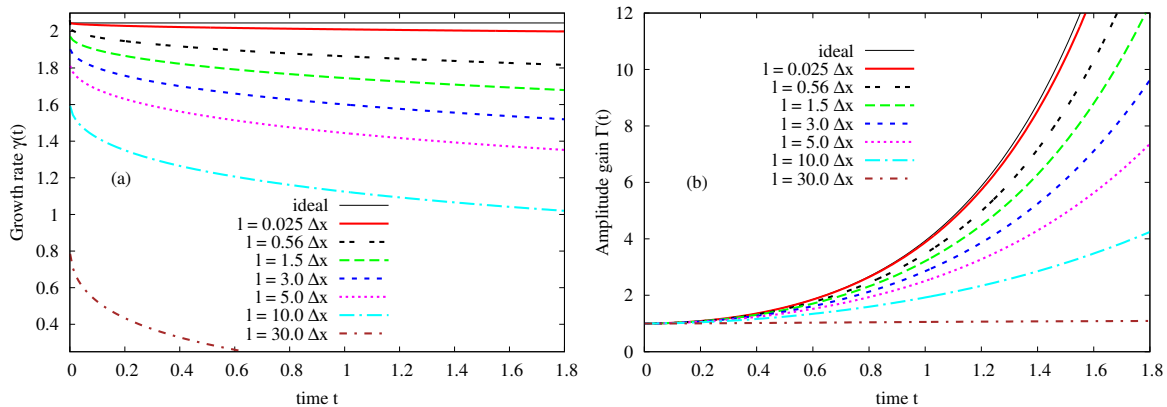 2
1.8
1.6
1.4
1.2
1
0.8
0.6
0.4
Growth rate γ(t)
(a)
ideal
l = 0.025 Δx
l = 0.56 Δx
l = 1.5 Δx
l = 3.0 Δx
l = 5.0 Δx
l = 10.0 Δx
l = 30.0 Δx
0 0.2 0.4 0.6 0.8 1 1.2 1.4 1.6 1.8
time t
12
10
8
6
4
2
0
Amplitude gain Γ(t)
ideal
l = 0.025 Δx
l = 0.56 Δx
l = 1.5 Δx
l = 3.0 Δx
l = 5.0 Δx
l = 10.0 Δx
l = 30.0 Δx
(b)
0 0.2 0.4 0.6 0.8 1 1.2 1.4 1.6 1.8
time t